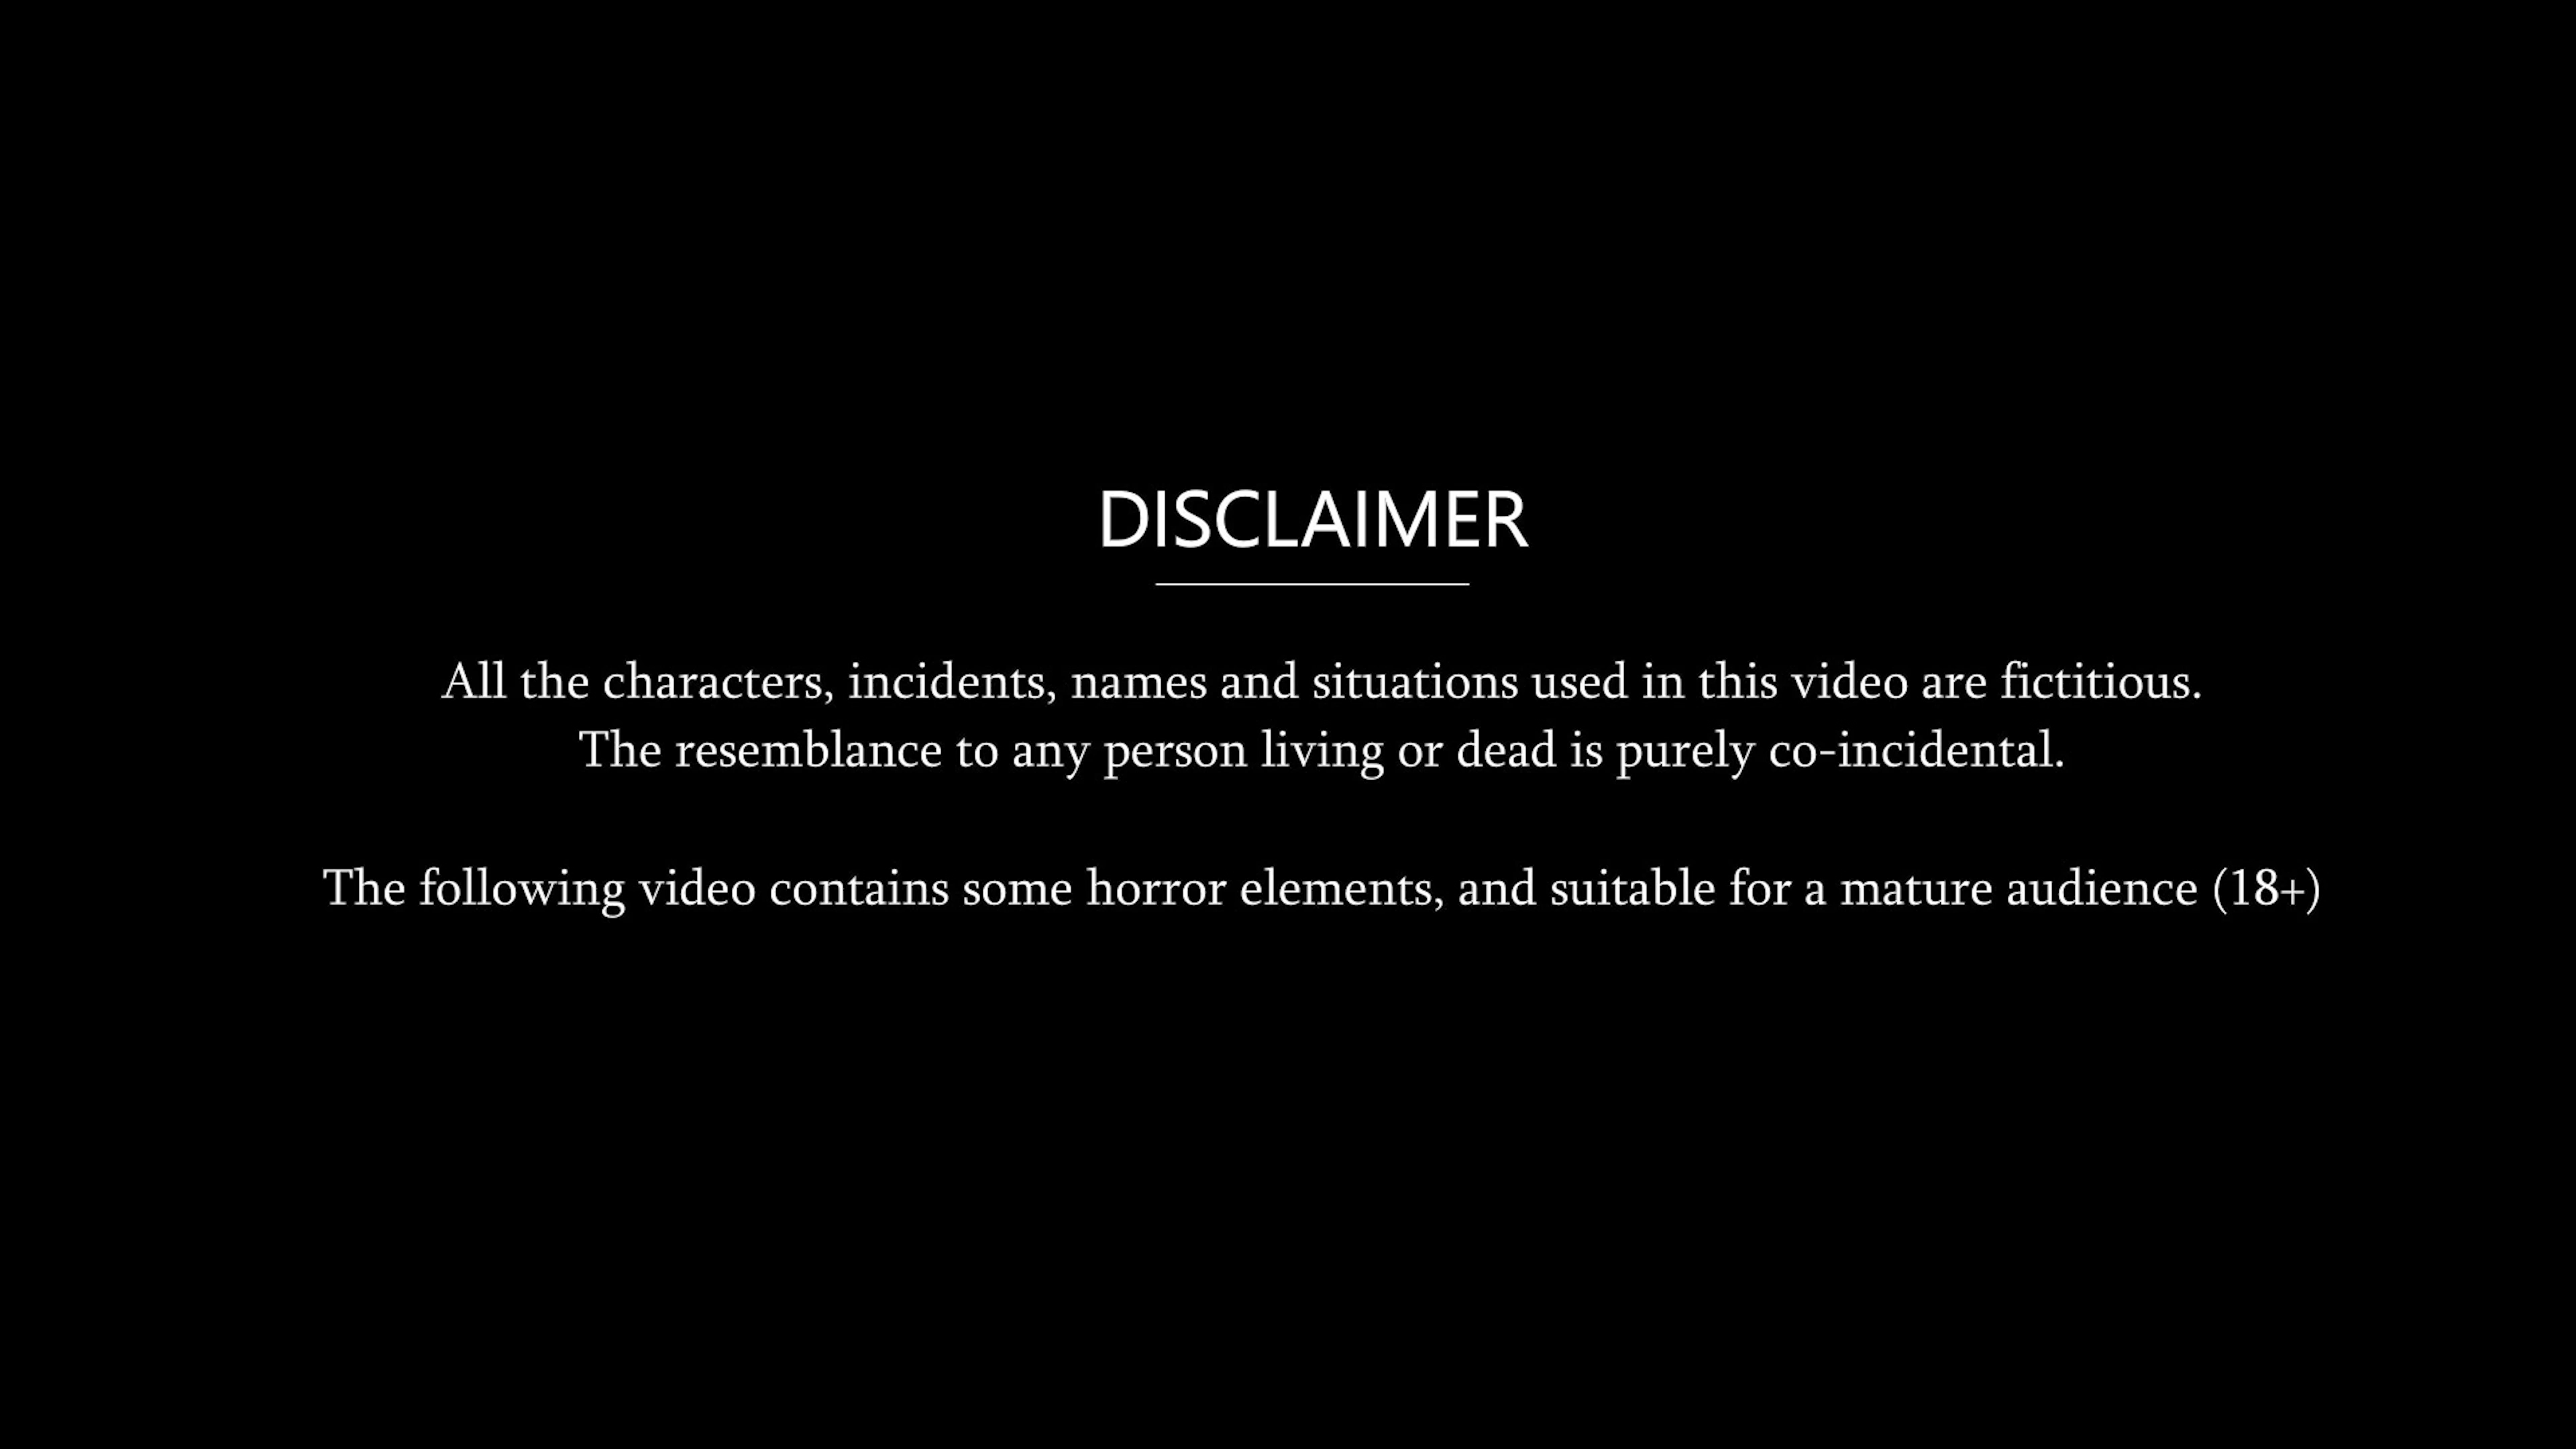 DISCLAIMER
All the characters, incidents, names and situations used in this video are fictitious.
The resemblance to any person living or dead is purely co-incidental.
The following video contains some horror elements, and suitable for a mature audience (18+)